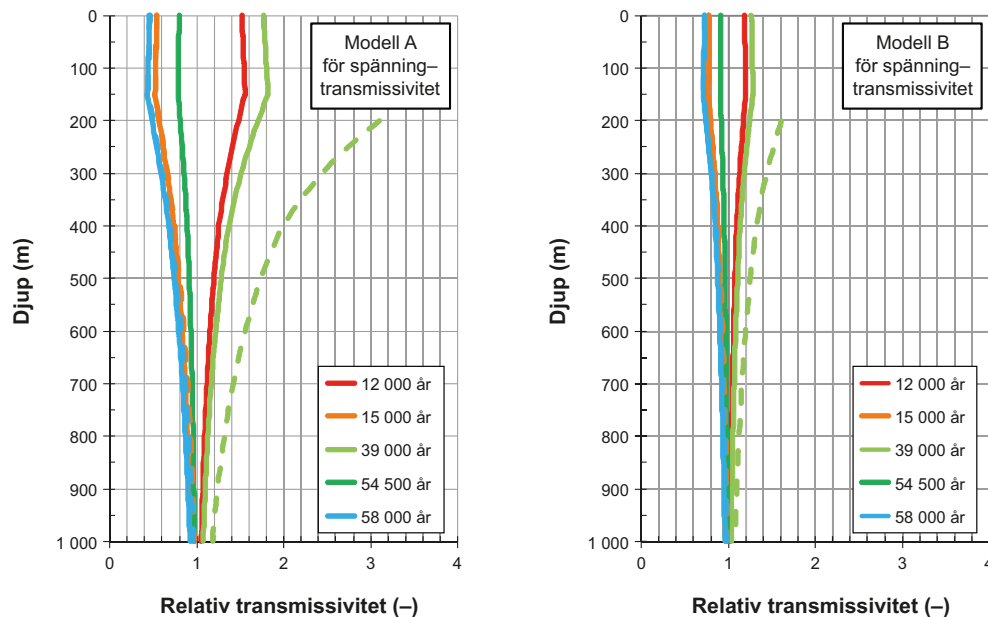 0
100
200
300
400
500
600
700
800
900
1 000
Djup (m)
Modell A
för spänning–
transmissivitet
12 000 år
15 000 år
39 000 år
54 500 år
58 000 år
0
1
2
3
4
Relativ transmissivitet (–)
0
100
200
300
400
500
600
700
800
900
1 000
Djup (m)
Modell B
för spänning–
transmissivitet
12 000 år
15 000 år
39 000 år
54 500 år
58 000 år
0
1
2
3
4
Relativ transmissivitet (–)